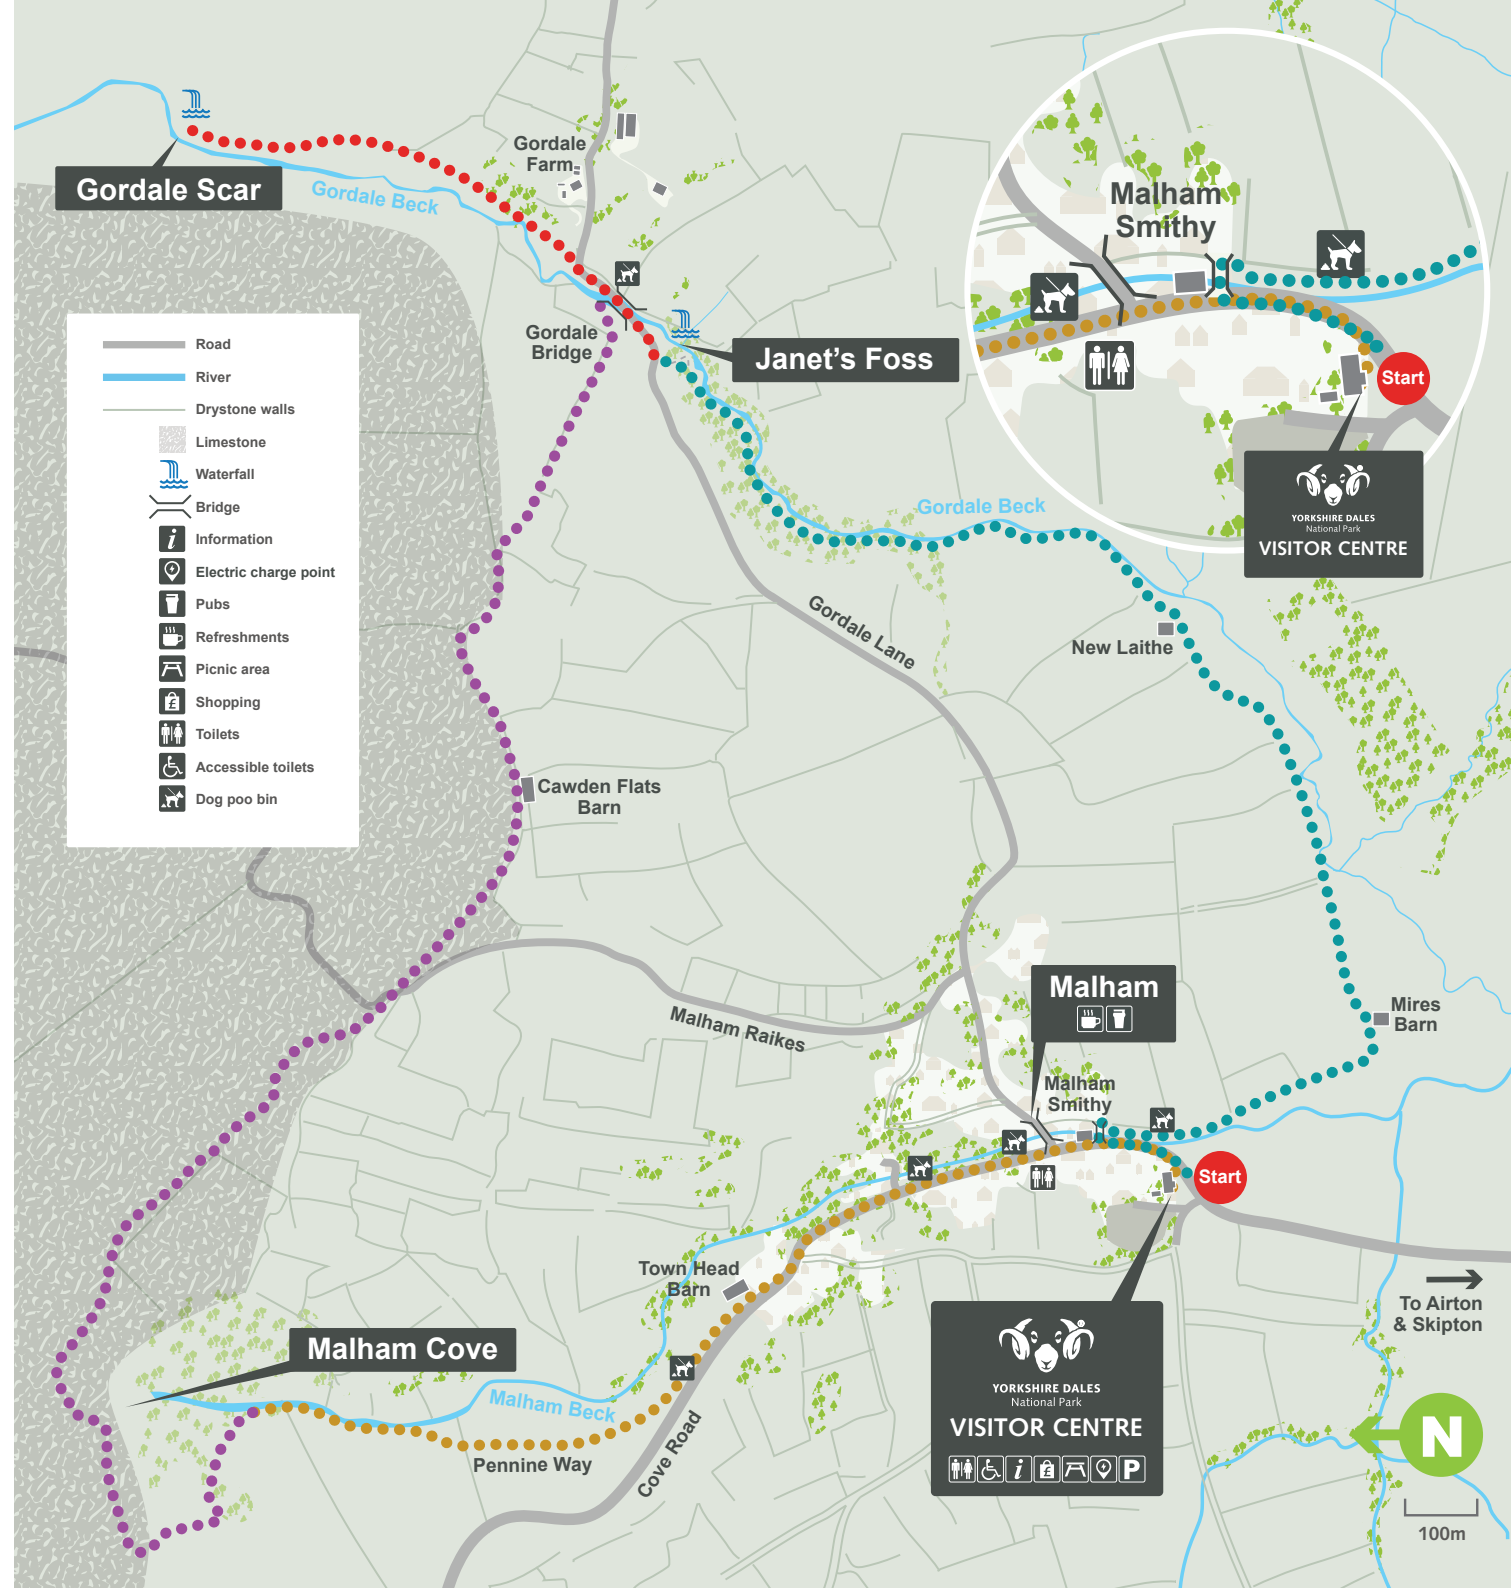 Gordale Scar
Gordale Beck
Gordale
Farm
Gordale
Bridge
Janet's Foss
Malham
Smithy
Start
YORKSHIRE DALES
National Park
VISITOR CENTRE
Road
River
Drystone walls
Limestone
Waterfall
Bridge
i
Information
Electric charge point
Pubs
Refreshments
Picnic area
£
Shopping
Toilets
Accessible toilets
Dog poo bin
Gordale Beck
Gordale Lane
New Laithe
Cawden Flats
Barn
Malham Raikes
Malham
Malham
Smithy
Mires
Barn
Start
Town Head
Barn
To Airton
& Skipton
Malham Cove
Malham Beck
Pennine Way
Cove Road
YORKSHIRE DALES
National Park
VISITOR CENTRE
i £ P
N
100m